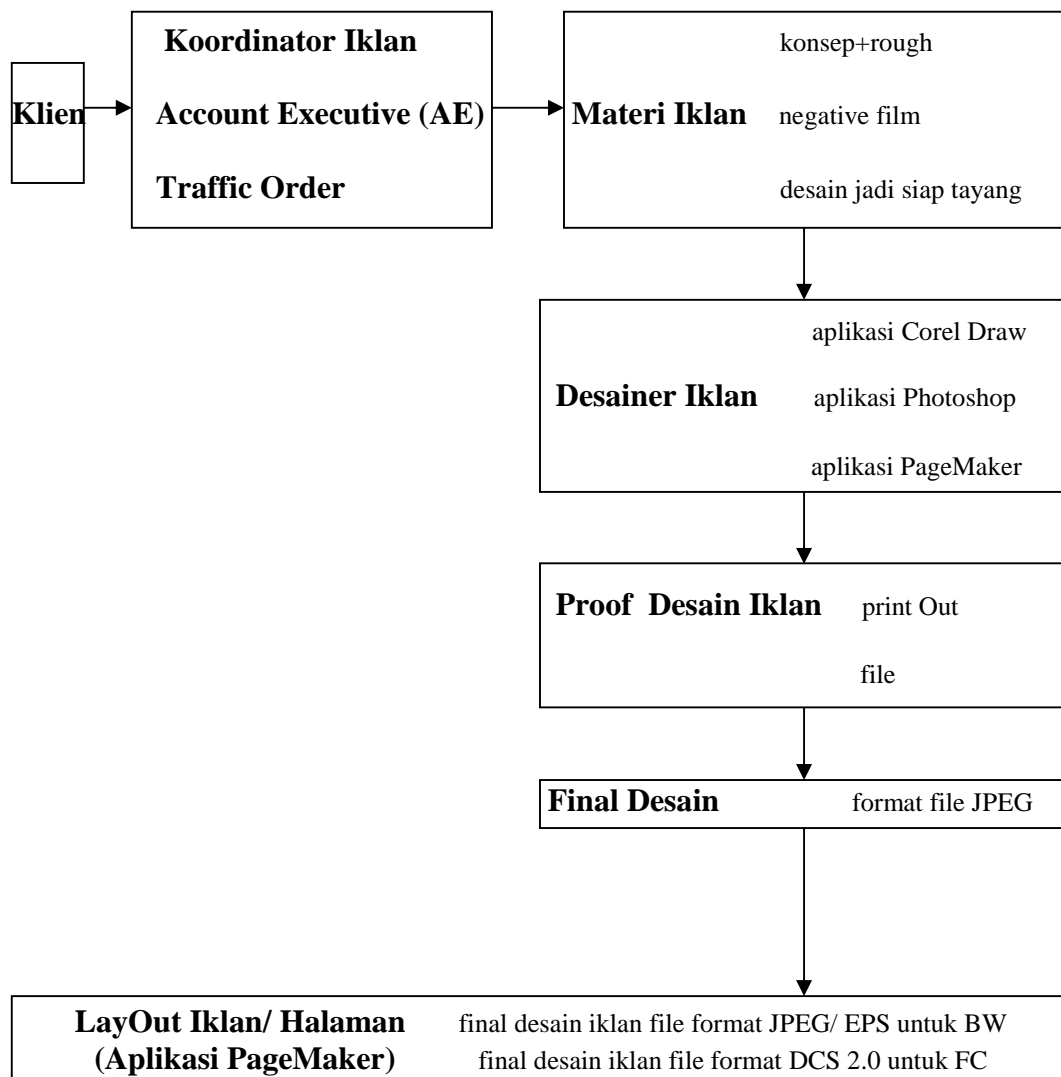 Klien
Koordinator Iklan
Account Executive (AE)
Traffic Order
Materi Iklan
konsep+rough
negative film
desain jadi siap tayang
Desainer Iklan
aplikasi Corel Draw
aplikasi Photoshop
aplikasi PageMaker
Proof Desain Iklan
print Out
file
Final Desain
format file JPEG
LayOut Iklan/ Halaman
(Aplikasi PageMaker)
final desain iklan file format JPEG/ EPS untuk BW
final desain iklan file format DCS 2.0 untuk FC